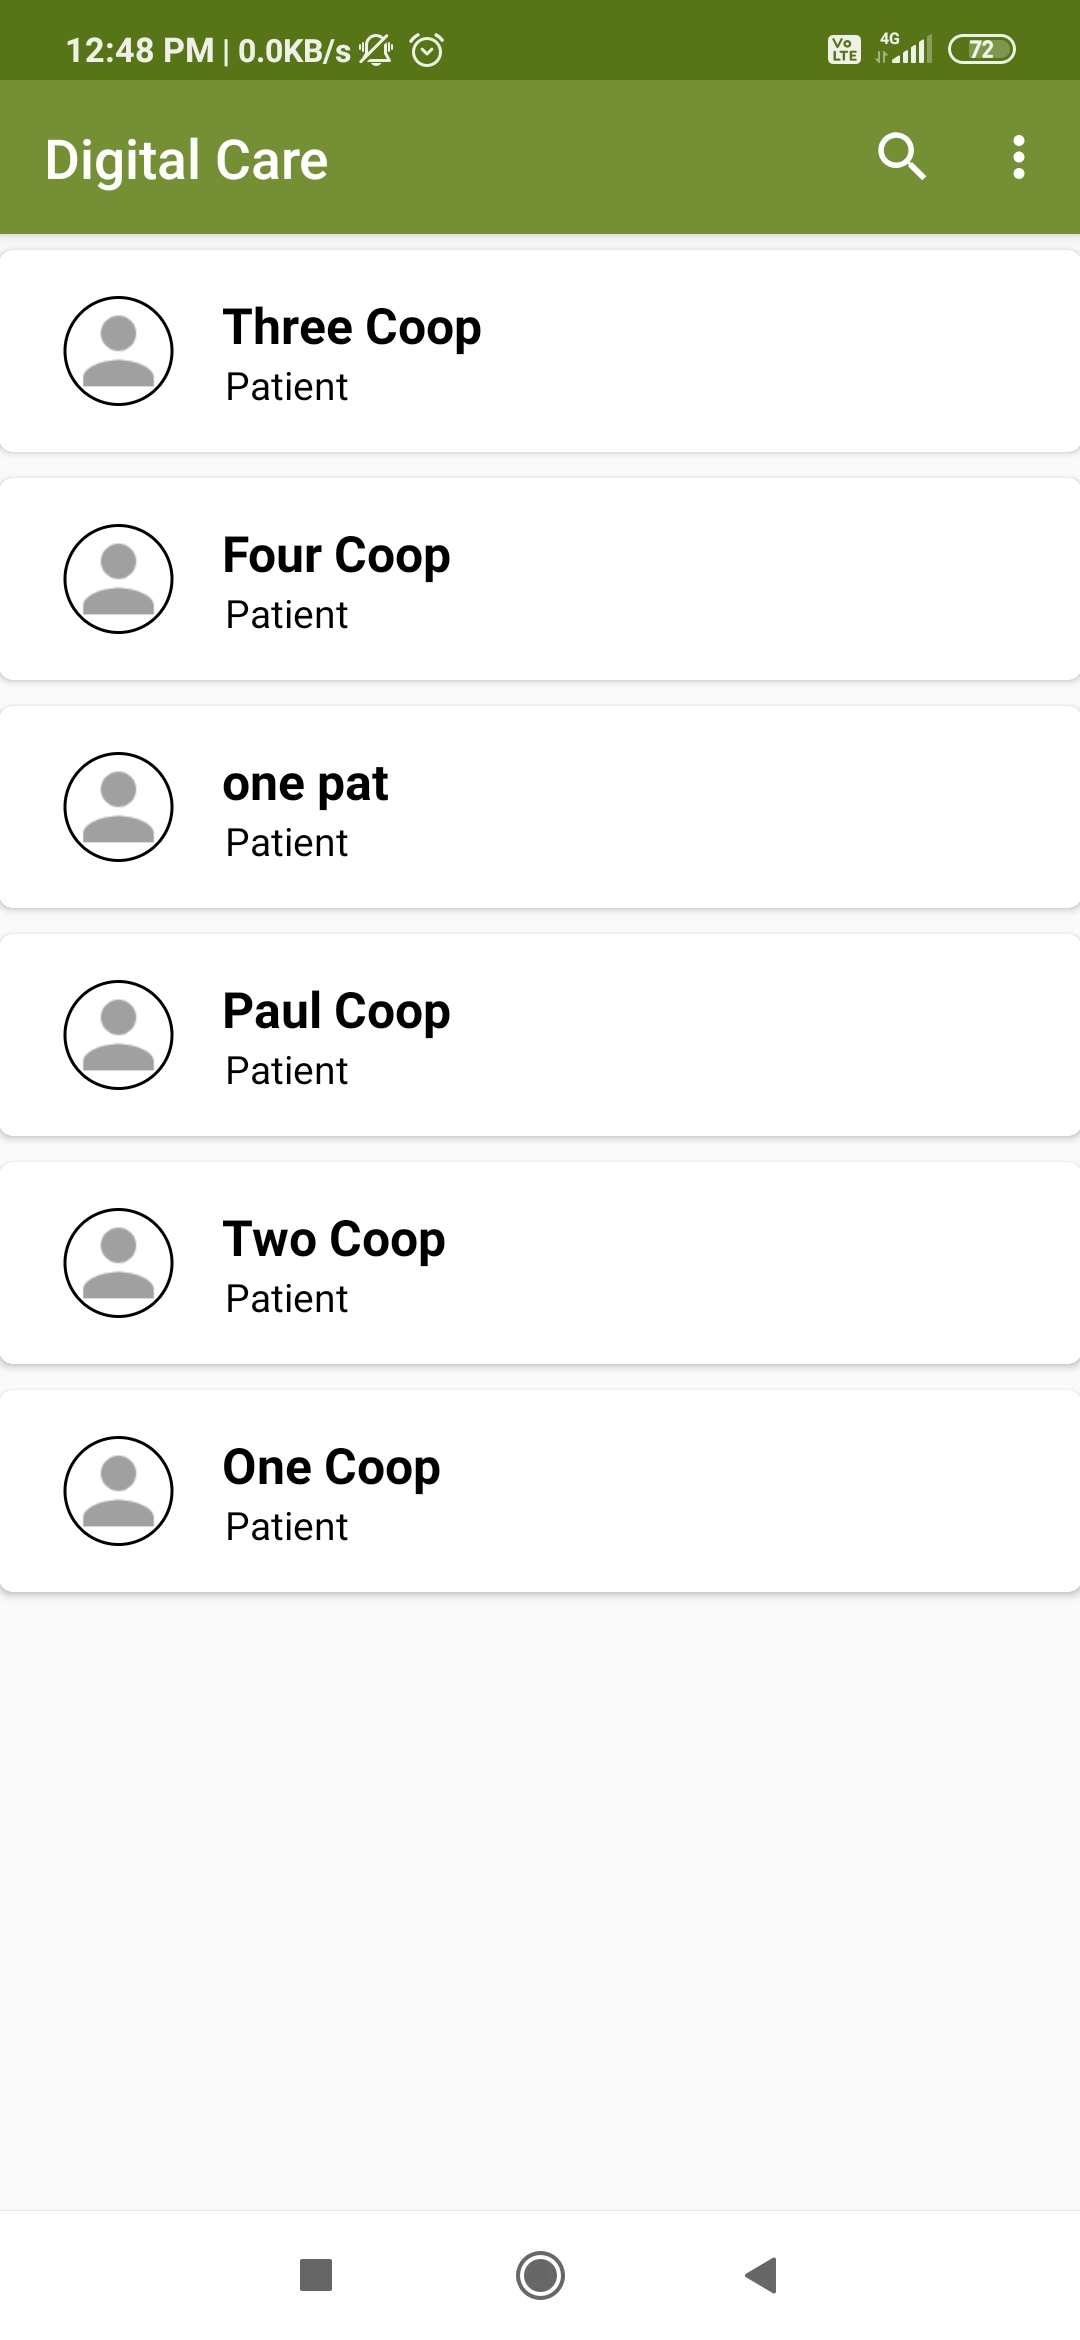 12:48 PM | 0.0KB/s
Vo LTE 4G 72
Digital Care
Three Coop
Patient
Four Coop
Patient
one pat
Patient
Paul Coop
Patient
Two Coop
Patient
One Coop
Patient